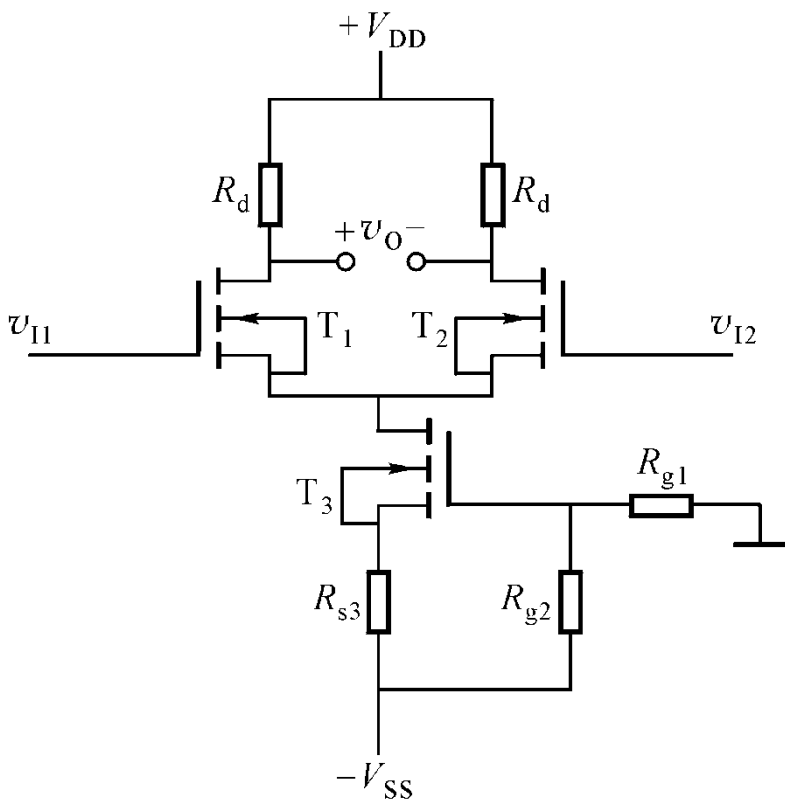 +V_DD
R_d R_d
+ v_O −
v_I1 T_1 T_2 v_I2
T_3 R_g1
R_s3 R_g2
−V_SS